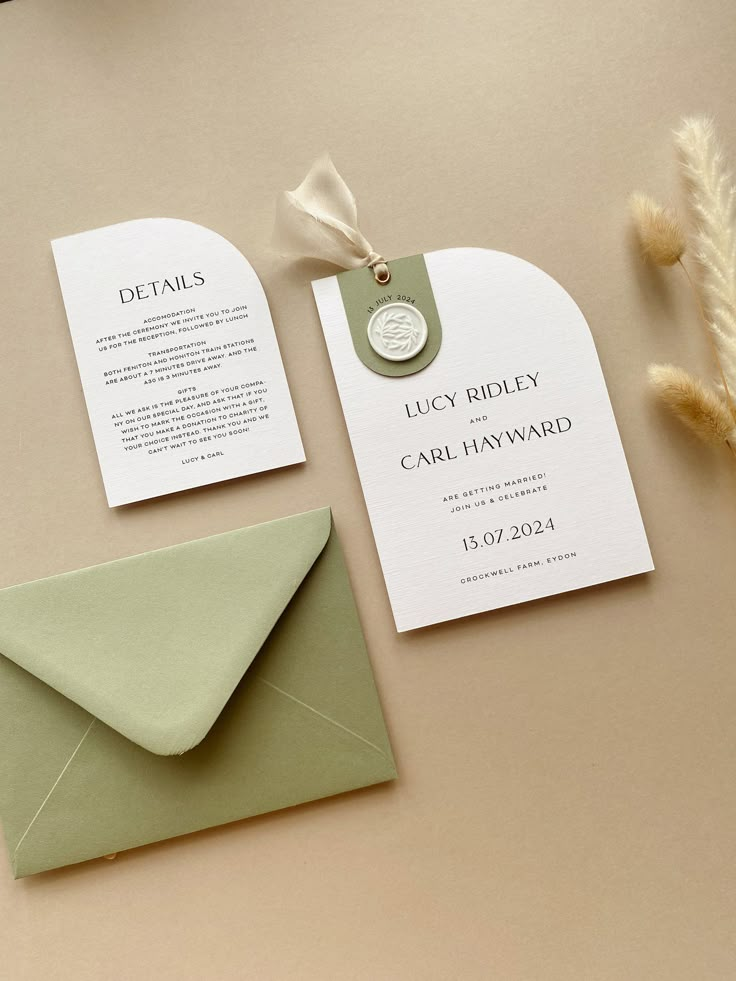 DETAILS
ACCOMODATION
AFTER THE CEREMONY WE INVITE YOU TO JOIN
US FOR THE RECEPTION, FOLLOWED BY LUNCH
TRANSPORTATION
BOTH FENITON AND HONITON TRAIN STATIONS
ARE ABOUT A 7 MINUTES DRIVE AWAY. AND THE
A30 IS 3 MINUTES AWAY.
GIFTS
ALL WE ASK IS THE PLEASURE OF YOUR COMPA-
NY ON OUR SPECIAL DAY, AND ASK THAT IF YOU
WISH TO MARK THE OCCASION WITH A GIFT,
THAT YOU MAKE A DONATION TO CHARITY OF
YOUR CHOICE INSTEAD. THANK YOU AND WE
CAN'T WAIT TO SEE YOU SOON!
LUCY & CARL
13 JULY 2024
LUCY RIDLEY
AND
CARL HAYWARD
ARE GETTING MARRIED!
JOIN US & CELEBRATE
13.07.2024
CROCKWELL FARM, EYDON